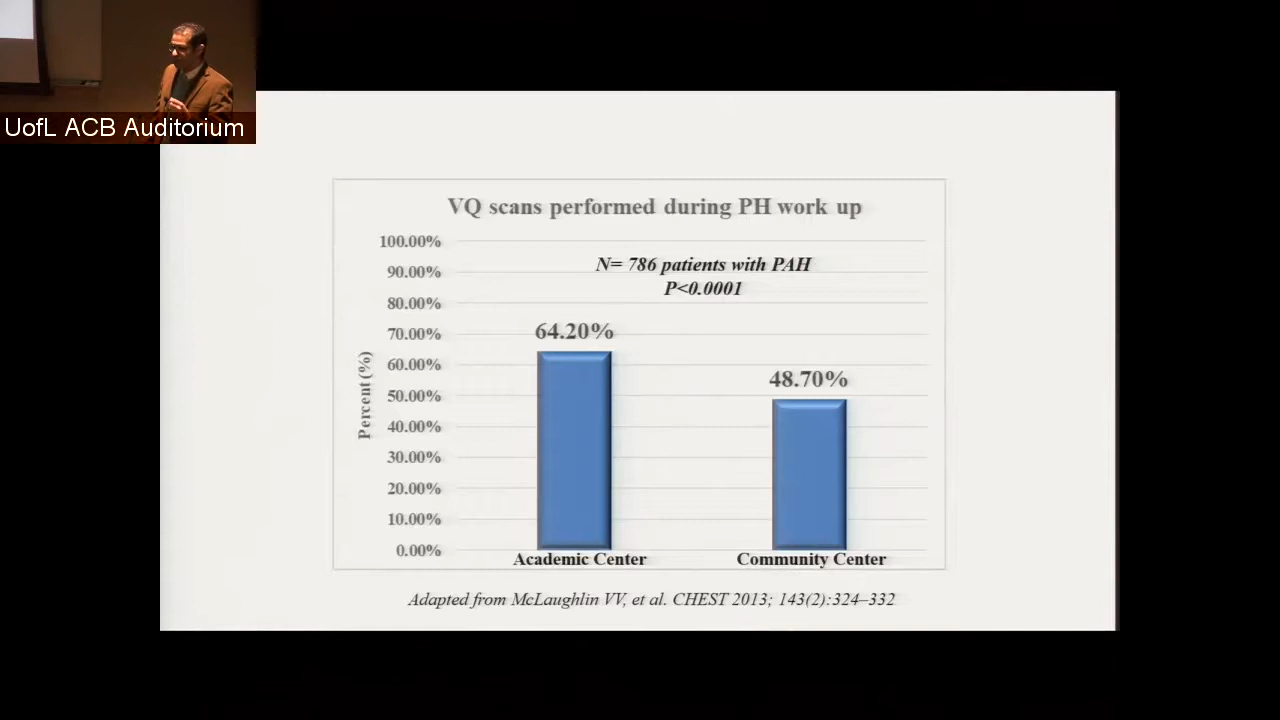 UofL ACB Auditorium
VQ scans performed during PH work up
N= 786 patients with PAH
P<0.0001
Percent (%)
100.00%
90.00%
80.00%
70.00%
60.00%
50.00%
40.00%
30.00%
20.00%
10.00%
0.00%
64.20%
48.70%
Academic Center
Community Center
Adapted from McLaughlin VV, et al. CHEST 2013; 143(2):324–332